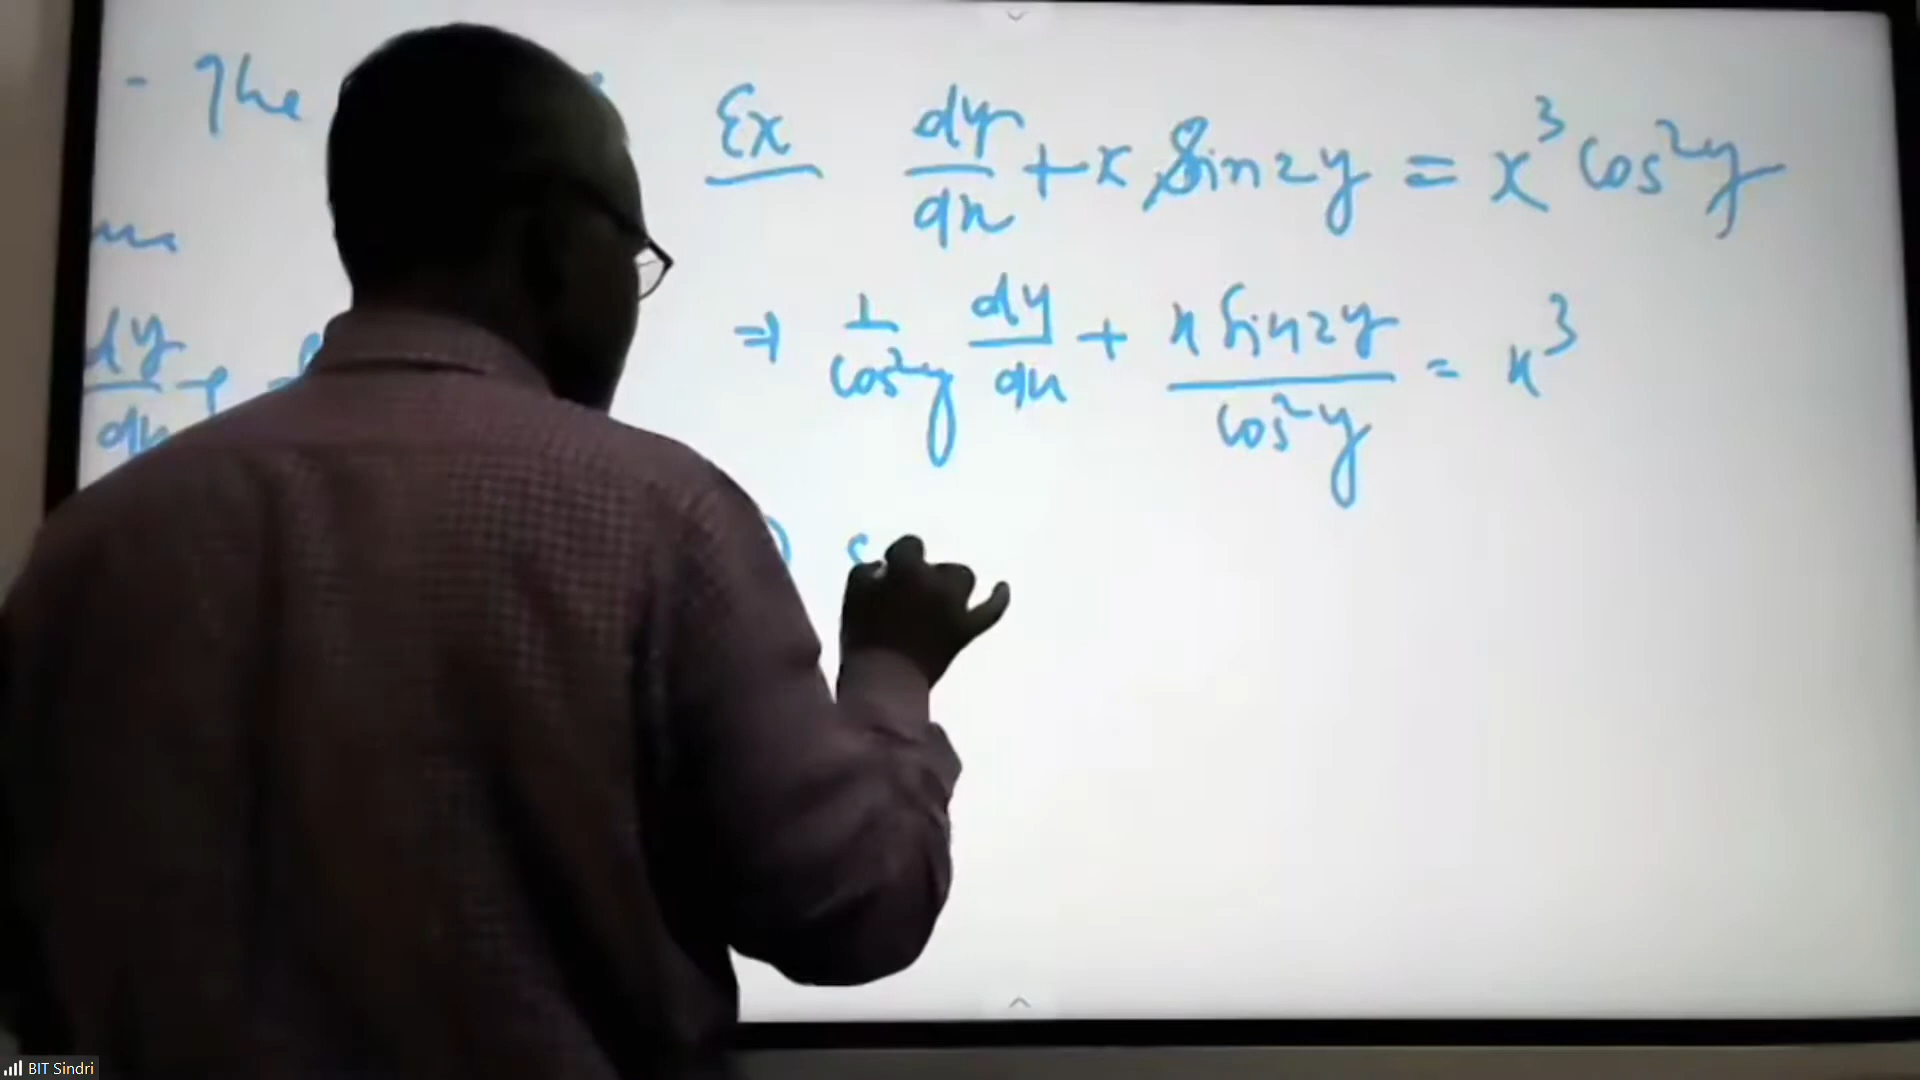 - The
Ex dy/dx + x Sin2y = x³ cos²y
⇒ 1/cos²y dy/dx + x Sin2y/cos²y = x³
dy/dx +
BIT Sindri